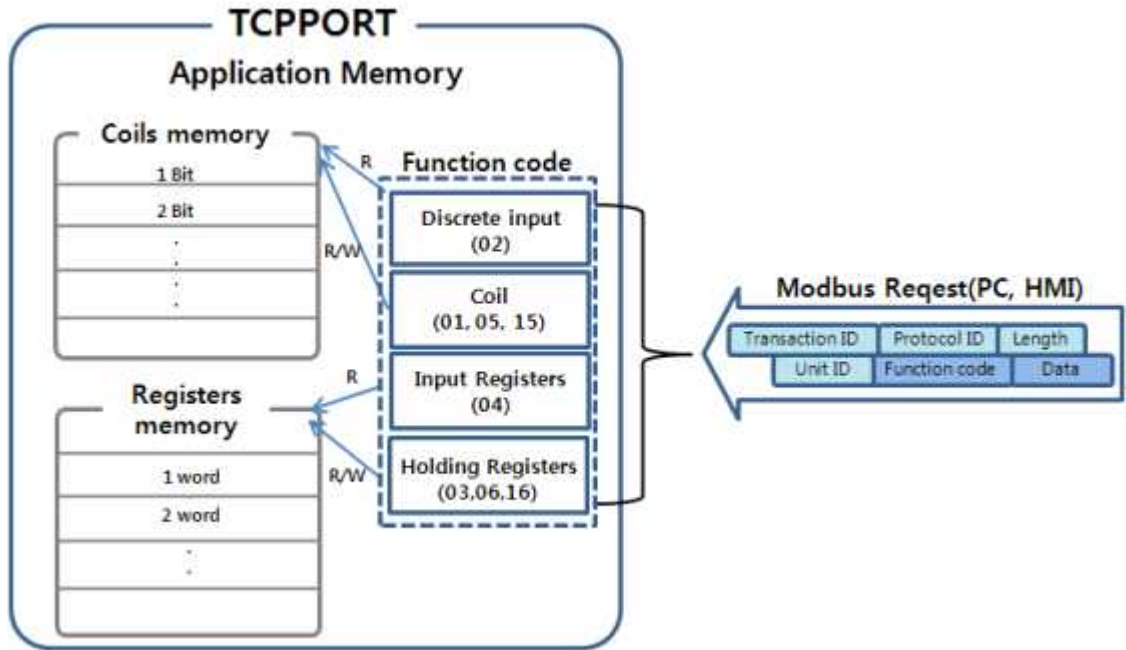 TCPPORT
Application Memory
Coils memory
1 Bit
2 Bit
.
.
.
.
R
R/W
Function code
Discrete input
(02)
Coil
(01, 05, 15)
Input Registers
(04)
Holding Registers
(03,06,16)
Registers
memory
1 word
2 word
.
.
R
R/W
Modbus Reqest(PC, HMI)
Transaction ID Protocol ID Length
Unit ID Function code Data